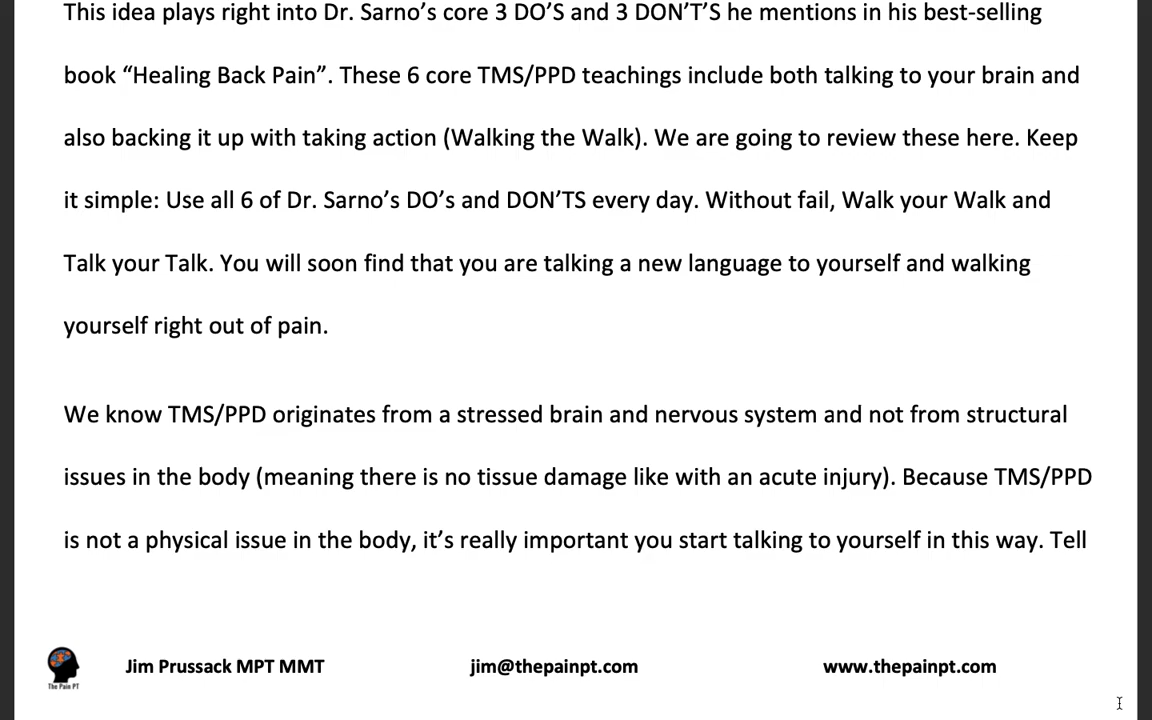 This idea plays right into Dr. Sarno’s core 3 DO’S and 3 DON’T’S he mentions in his best-selling
book “Healing Back Pain”. These 6 core TMS/PPD teachings include both talking to your brain and
also backing it up with taking action (Walking the Walk). We are going to review these here. Keep
it simple: Use all 6 of Dr. Sarno’s DO’s and DON’TS every day. Without fail, Walk your Walk and
Talk your Talk. You will soon find that you are talking a new language to yourself and walking
yourself right out of pain.
We know TMS/PPD originates from a stressed brain and nervous system and not from structural
issues in the body (meaning there is no tissue damage like with an acute injury). Because TMS/PPD
is not a physical issue in the body, it’s really important you start talking to yourself in this way. Tell
The Pain PT
Jim Prussack MPT MMT
jim@thepainpt.com
www.thepainpt.com